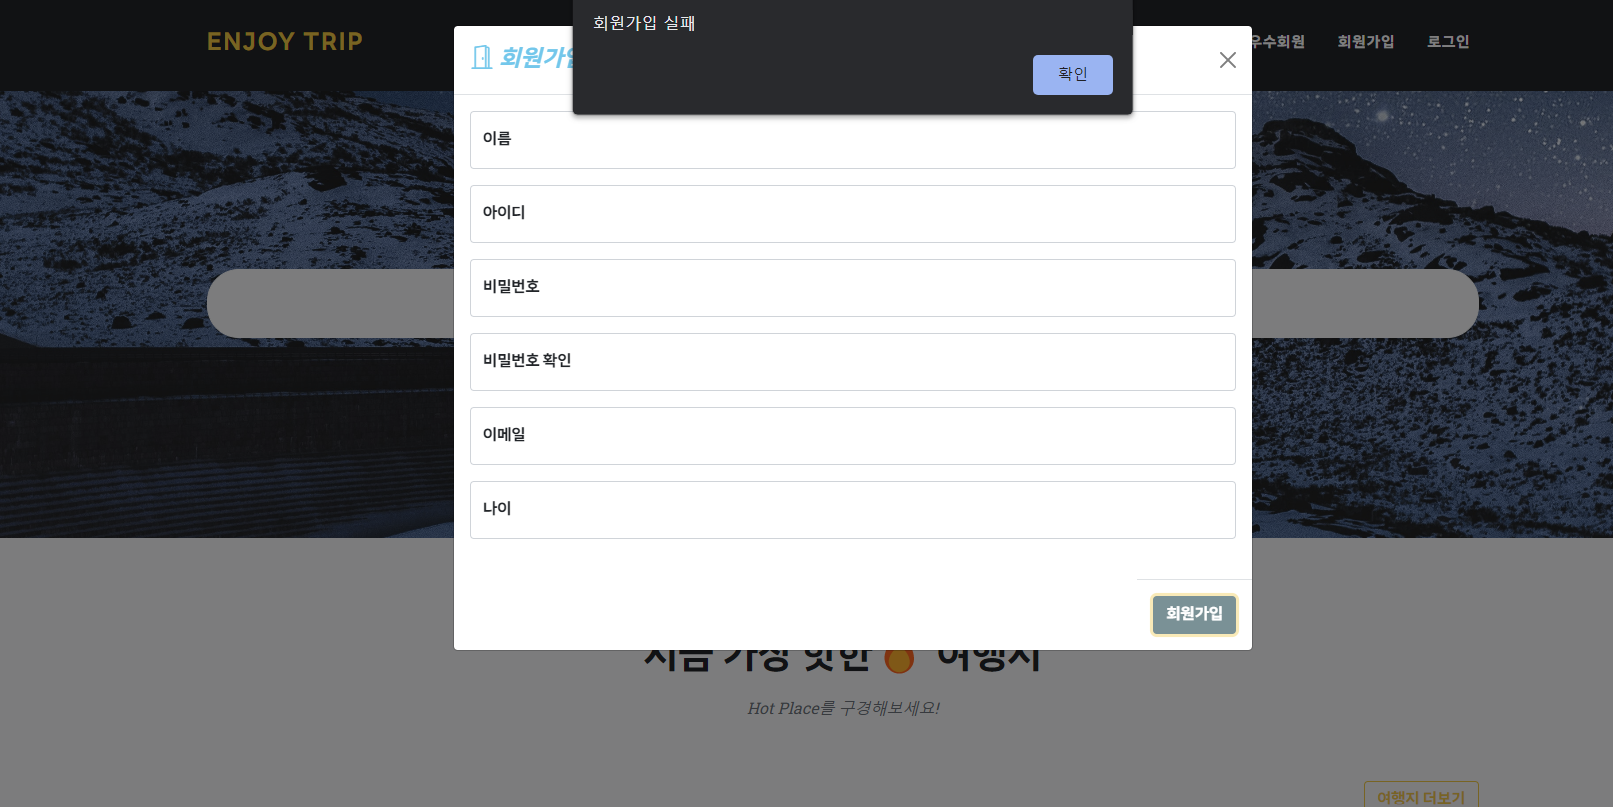 회원가입 실패
확인
ENJOY TRIP
우수회원 회원가입 로그인
회원가입
이름
아이디
비밀번호
비밀번호 확인
이메일
나이
회원가입
지금 가장 핫한 여행지
Hot Place를 구경해보세요!
여행지 더보기